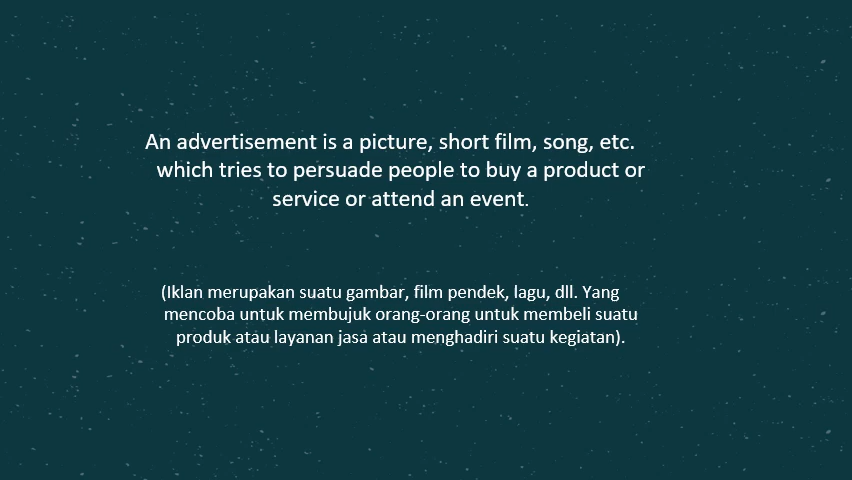 An advertisement is a picture, short film, song, etc.
which tries to persuade people to buy a product or
service or attend an event.
(Iklan merupakan suatu gambar, film pendek, lagu, dll. Yang
mencoba untuk membujuk orang-orang untuk membeli suatu
produk atau layanan jasa atau menghadiri suatu kegiatan).